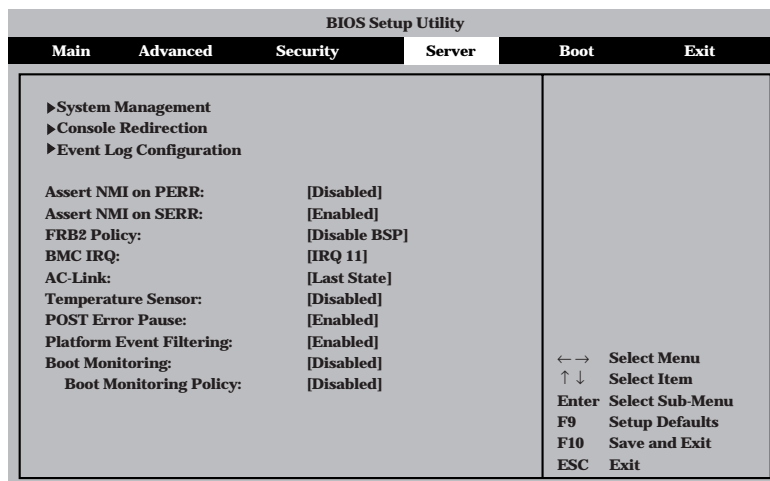 BIOS Setup Utility
Main Advanced Security Server Boot Exit
▶System Management
▶Console Redirection
▶Event Log Configuration
Assert NMI on PERR: [Disabled]
Assert NMI on SERR: [Enabled]
FRB2 Policy: [Disable BSP]
BMC IRQ: [IRQ 11]
AC-Link: [Last State]
Temperature Sensor: [Disabled]
POST Error Pause: [Enabled]
Platform Event Filtering: [Enabled]
Boot Monitoring: [Disabled]
Boot Monitoring Policy: [Disabled]
←→ Select Menu
↑↓ Select Item
Enter Select Sub-Menu
F9 Setup Defaults
F10 Save and Exit
ESC Exit